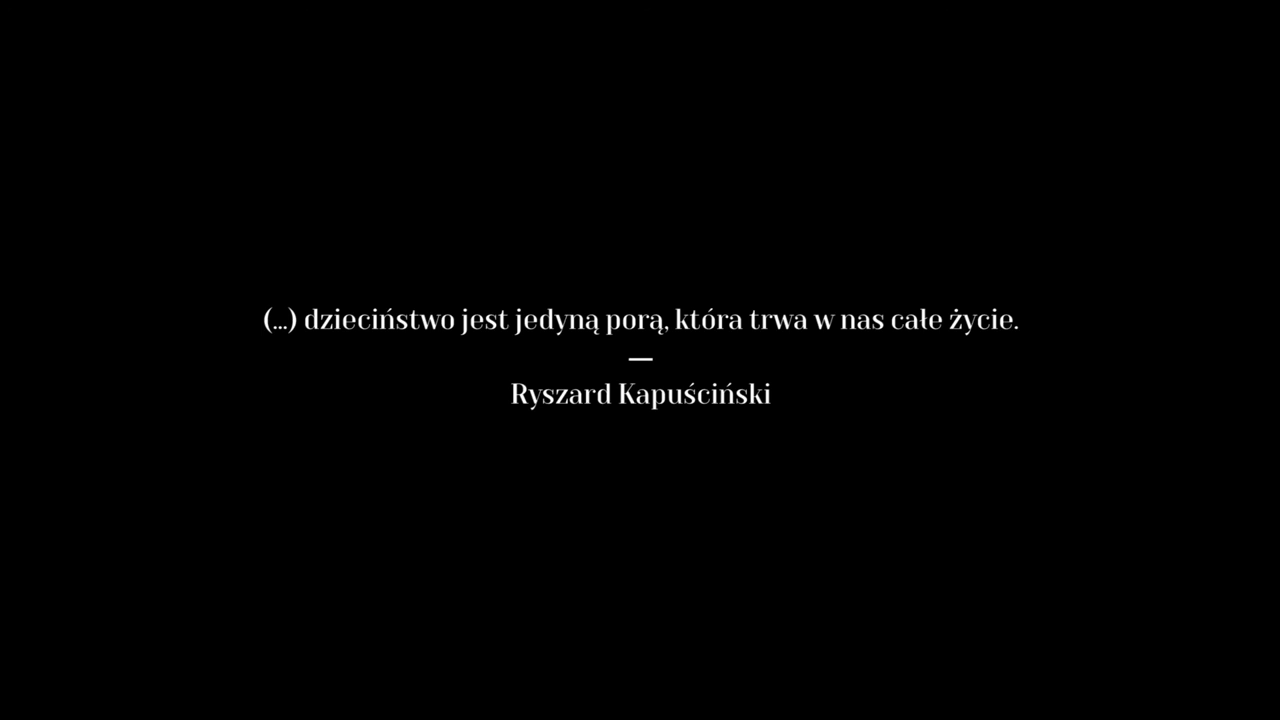 (...) dzieciństwo jest jedyną porą, która trwa w nas całe życie.
—
Ryszard Kapuściński